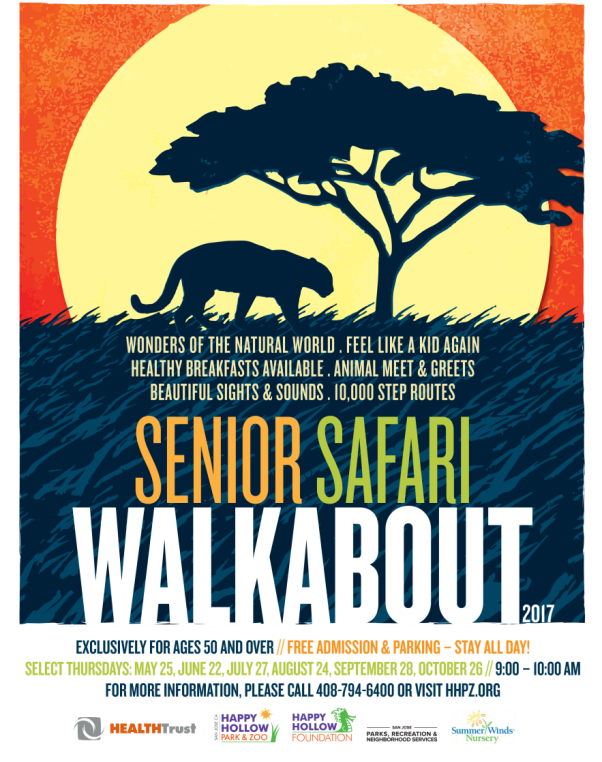 WONDERS OF THE NATURAL WORLD . FEEL LIKE A KID AGAIN
HEALTHY BREAKFASTS AVAILABLE . ANIMAL MEET & GREETS
BEAUTIFUL SIGHTS & SOUNDS . 10,000 STEP ROUTES
SENIOR SAFARI
WALKABOUT
2017
EXCLUSIVELY FOR AGES 50 AND OVER // FREE ADMISSION & PARKING – STAY ALL DAY!
SELECT THURSDAYS: MAY 25, JUNE 22, JULY 27, AUGUST 24, SEPTEMBER 28, OCTOBER 26 // 9:00 – 10:00 AM
FOR MORE INFORMATION, PLEASE CALL 408-794-6400 OR VISIT HHPZ.ORG
HEALTHTrust
SAN JOSE CA
HAPPY
HOLLOW
PARK & ZOO
HAPPY
HOLLOW
FOUNDATION
SAN JOSE
PARKS, RECREATION &
NEIGHBORHOOD SERVICES
SummerWinds
Nursery